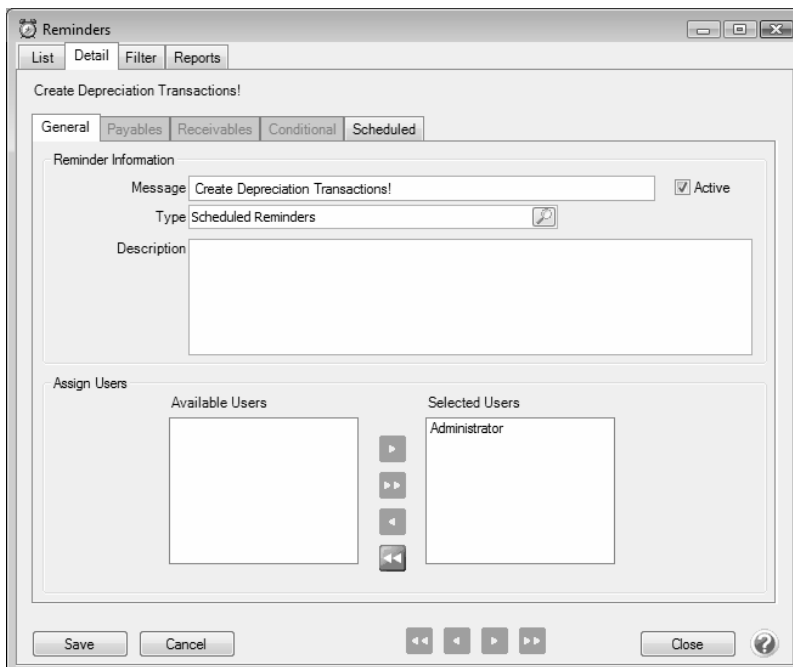 Reminders
List Detail Filter Reports
Create Depreciation Transactions!
General Payables Receivables Conditional Scheduled
Reminder Information
Message Create Depreciation Transactions! Active
Type Scheduled Reminders
Description
Assign Users
Available Users Selected Users
Administrator
Save Cancel Close ?